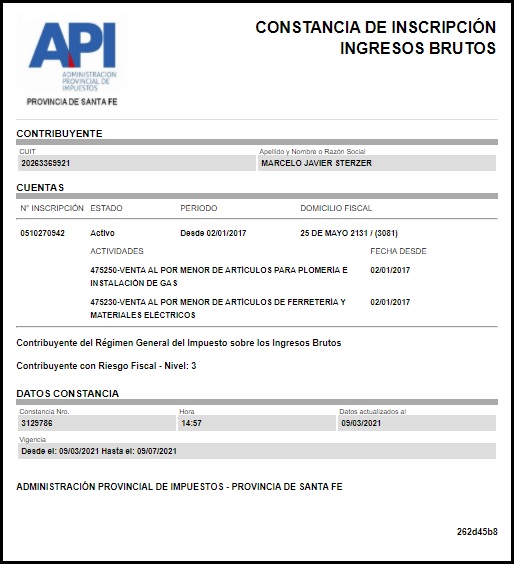 API
ADMINISTRACION
PROVINCIAL DE
IMPUESTOS
PROVINCIA DE SANTA FE
CONSTANCIA DE INSCRIPCIÓN
INGRESOS BRUTOS
CONTRIBUYENTE
CUIT Apellido y Nombre o Razón Social
20263369921 MARCELO JAVIER STERZER
CUENTAS
N° INSCRIPCIÓN ESTADO PERIODO DOMICILIO FISCAL
0510270942 Activo Desde 02/01/2017 25 DE MAYO 2131 / (3081)
ACTIVIDADES FECHA DESDE
475250-VENTA AL POR MENOR DE ARTÍCULOS PARA PLOMERÍA E 02/01/2017
INSTALACIÓN DE GAS
475230-VENTA AL POR MENOR DE ARTÍCULOS DE FERRETERÍA Y 02/01/2017
MATERIALES ELÉCTRICOS
Contribuyente del Régimen General del Impuesto sobre los Ingresos Brutos
Contribuyente con Riesgo Fiscal - Nivel: 3
DATOS CONSTANCIA
Constancia Nro. Hora Datos actualizados al
3129786 14:57 09/03/2021
Vigencia
Desde el: 09/03/2021 Hasta el: 09/07/2021
ADMINISTRACIÓN PROVINCIAL DE IMPUESTOS - PROVINCIA DE SANTA FE
262d45b8